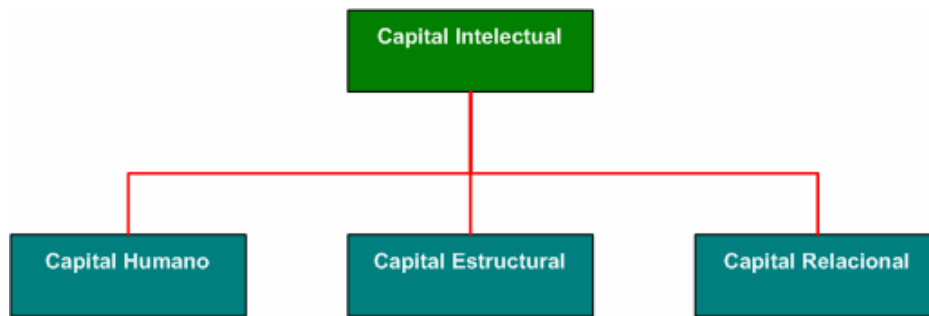 Capital Intelectual
Capital Humano
Capital Estructural
Capital Relacional